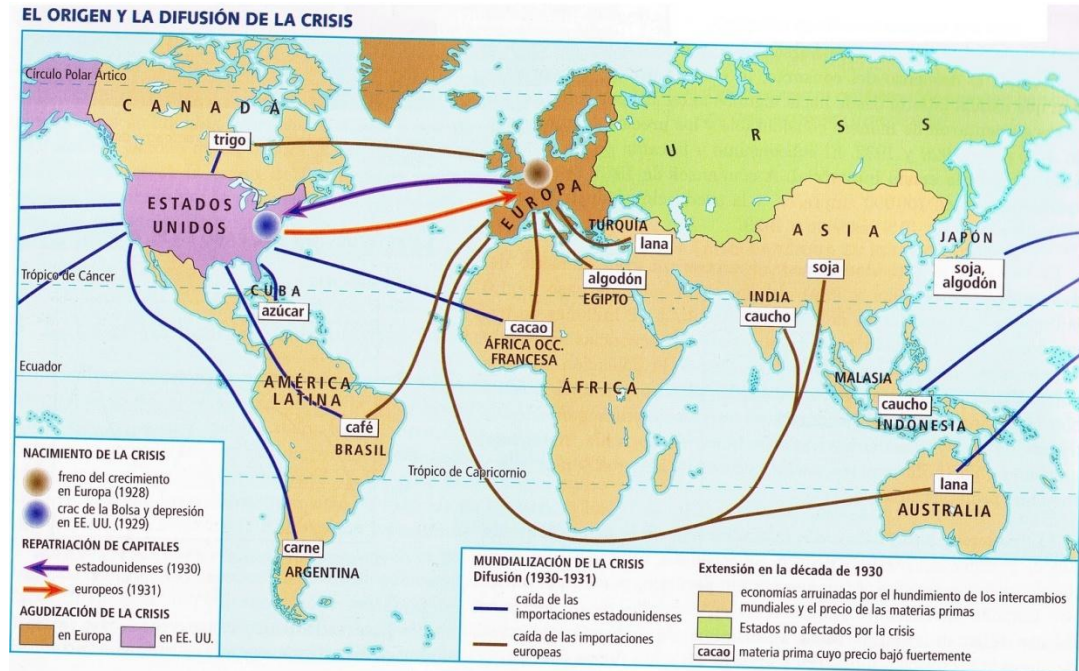 EL ORIGEN Y LA DIFUSIÓN DE LA CRISIS
Círculo Polar Ártico
CANADÁ
trigo
URSS
ESTADOS
UNIDOS
EUROPA
TURQUÍA
lana
ASIA
JAPÓN
soja,
algodón
soja
algodón
EGIPTO
Trópico de Cáncer
CUBA
azúcar
INDIA
caucho
cacao
ÁFRICA OCC.
FRANCESA
Ecuador
AMÉRICA
LATINA
ÁFRICA
MALASIA
caucho
INDONESIA
café
BRASIL
Trópico de Capricornio
lana
AUSTRALIA
carne
ARGENTINA
NACIMIENTO DE LA CRISIS
freno del crecimiento
en Europa (1928)
crac de la Bolsa y depresión
en EE. UU. (1929)
REPATRIACIÓN DE CAPITALES
estadounidenses (1930)
europeos (1931)
AGUDIZACIÓN DE LA CRISIS
en Europa
en EE. UU.
MUNDIALIZACIÓN DE LA CRISIS
Difusión (1930-1931)
caída de las
importaciones estadounidenses
caída de las importaciones
europeas
Extensión en la década de 1930
economías arruinadas por el hundimiento de los intercambios
mundiales y el precio de las materias primas
Estados no afectados por la crisis
cacao materia prima cuyo precio bajó fuertemente